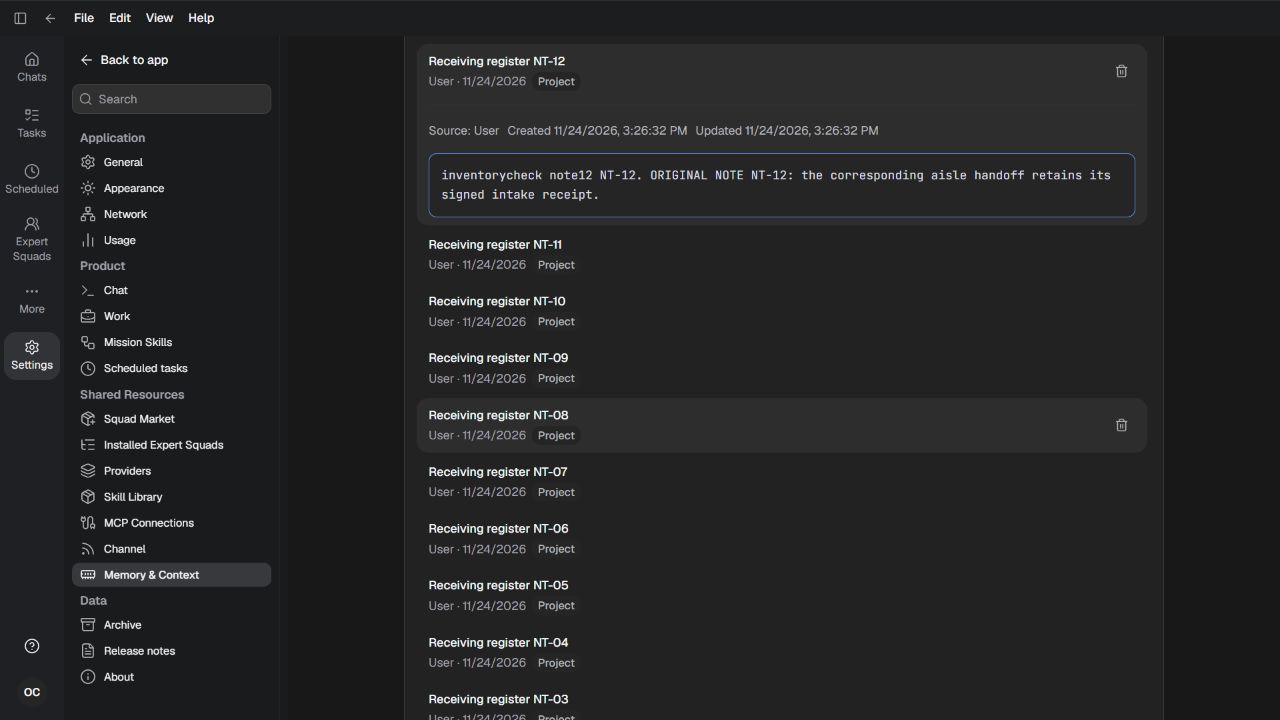 File Edit View Help
Chats
Tasks
Scheduled
Expert
Squads
More
Settings
OC
Back to app
Search
Application
General
Appearance
Network
Usage
Product
Chat
Work
Mission Skills
Scheduled tasks
Shared Resources
Squad Market
Installed Expert Squads
Providers
Skill Library
MCP Connections
Channel
Memory & Context
Data
Archive
Release notes
About
Receiving register NT-12
User · 11/24/2026 Project
Source: User Created 11/24/2026, 3:26:32 PM Updated 11/24/2026, 3:26:32 PM
inventorycheck note12 NT-12. ORIGINAL NOTE NT-12: the corresponding aisle handoff retains its
signed intake receipt.
Receiving register NT-11
User · 11/24/2026 Project
Receiving register NT-10
User · 11/24/2026 Project
Receiving register NT-09
User · 11/24/2026 Project
Receiving register NT-08
User · 11/24/2026 Project
Receiving register NT-07
User · 11/24/2026 Project
Receiving register NT-06
User · 11/24/2026 Project
Receiving register NT-05
User · 11/24/2026 Project
Receiving register NT-04
User · 11/24/2026 Project
Receiving register NT-03
User · 11/24/2026 Project